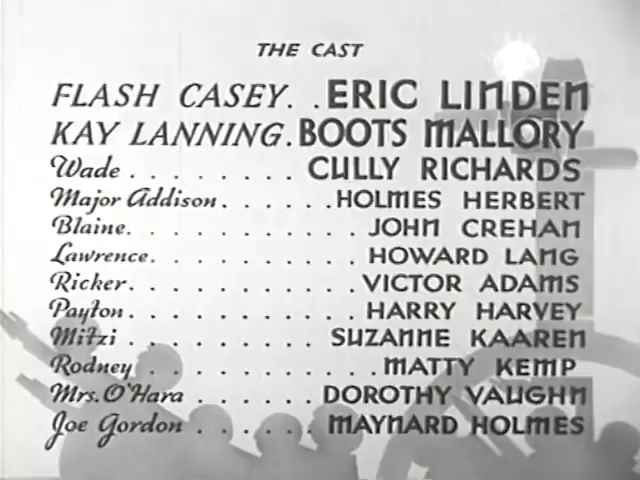 THE CAST
FLASH CASEY. . ERIC LINDEN
KAY LANNING. BOOTS MALLORY
Wade . . . . . . . . CULLY RICHARDS
Major Addison . . . . . . HOLMES HERBERT
Blaine. . . . . . . . . . . JOHN CREHAN
Lawrence. . . . . . . . . . HOWARD LANG
Ricker. . . . . . . . . . . VICTOR ADAMS
Payton. . . . . . . . . . . HARRY HARVEY
Mitzi . . . . . . . . . SUZANNE KAAREN
Rodney . . . . . . . . . . . MATTY KEMP
Mrs. O'Hara . . . . . . DOROTHY VAUGHN
Joe Gordon . . . . . . MAYNARD HOLMES